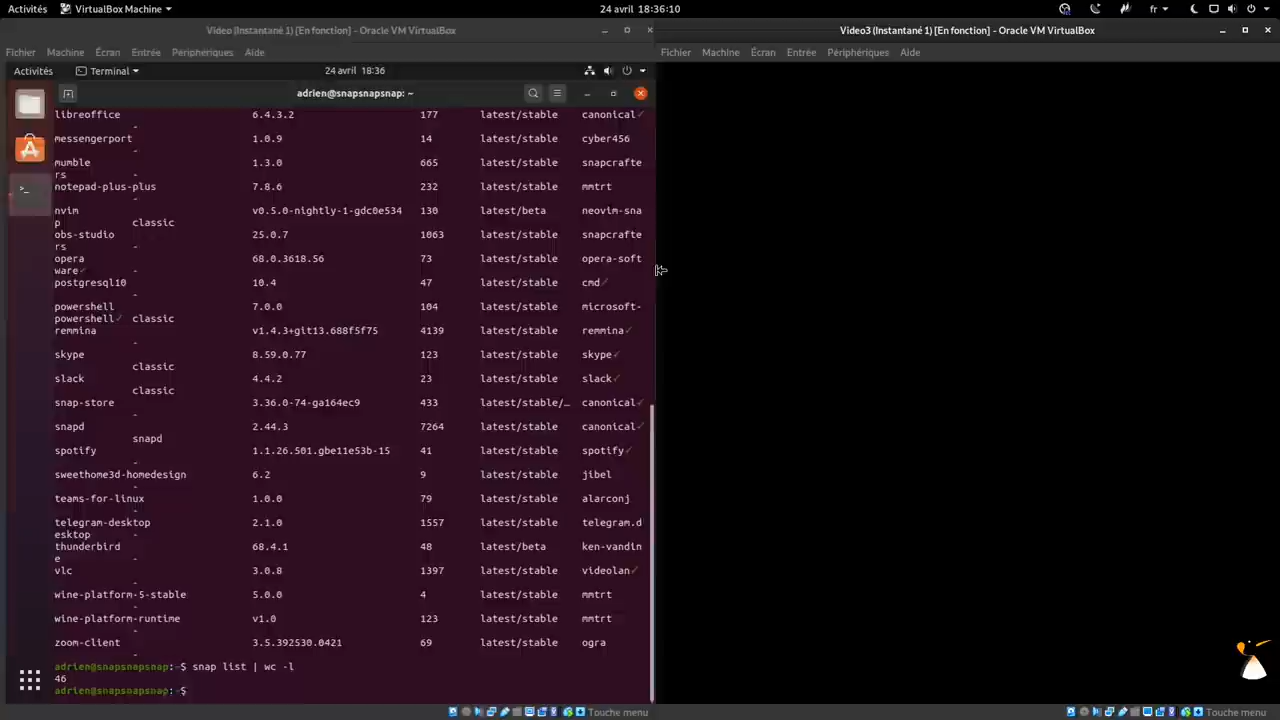 Activités VirtualBox Machine 24 avril 18:36:10 fr
Video (Instantané 1) [En fonction] - Oracle VM VirtualBox
Fichier Machine Écran Entrée Périphériques Aide
Activités Terminal 24 avril 18:36
adrien@snapsnapsnap: ~
libreoffice 6.4.3.2 177 latest/stable canonical✓
-
messengerport 1.0.9 14 latest/stable cyber456
-
mumble 1.3.0 665 latest/stable snapcrafte
rs -
notepad-plus-plus 7.8.6 232 latest/stable mmtrt
-
nvim v0.5.0-nightly-1-gdc0e534 130 latest/beta neovim-sna
p classic
obs-studio 25.0.7 1063 latest/stable snapcrafte
rs -
opera 68.0.3618.56 73 latest/stable opera-soft
ware✓ -
postgresql10 10.4 47 latest/stable cmd✓
-
powershell 7.0.0 104 latest/stable microsoft-
powershell✓ classic
remmina v1.4.3+git13.688f5f75 4139 latest/stable remmina✓
-
skype 8.59.0.77 123 latest/stable skype✓
classic
slack 4.4.2 23 latest/stable slack✓
classic
snap-store 3.36.0-74-ga164ec9 433 latest/stable/… canonical✓
-
snapd 2.44.3 7264 latest/stable canonical✓
snapd
spotify 1.1.26.501.gbe11e53b-15 41 latest/stable spotify✓
-
sweethome3d-homedesign 6.2 9 latest/stable jibel
-
teams-for-linux 1.0.0 79 latest/stable alarconj
-
telegram-desktop 2.1.0 1557 latest/stable telegram.d
esktop -
thunderbird 68.4.1 48 latest/beta ken-vandin
e -
vlc 3.0.8 1397 latest/stable videolan✓
-
wine-platform-5-stable 5.0.0 4 latest/stable mmtrt
-
wine-platform-runtime v1.0 123 latest/stable mmtrt
-
zoom-client 3.5.392530.0421 69 latest/stable ogra
-
adrien@snapsnapsnap:~$ snap list | wc -l
46
adrien@snapsnapsnap:~$
Touche menu
Video3 (Instantané 1) [En fonction] - Oracle VM VirtualBox
Fichier Machine Écran Entrée Périphériques Aide
Touche menu